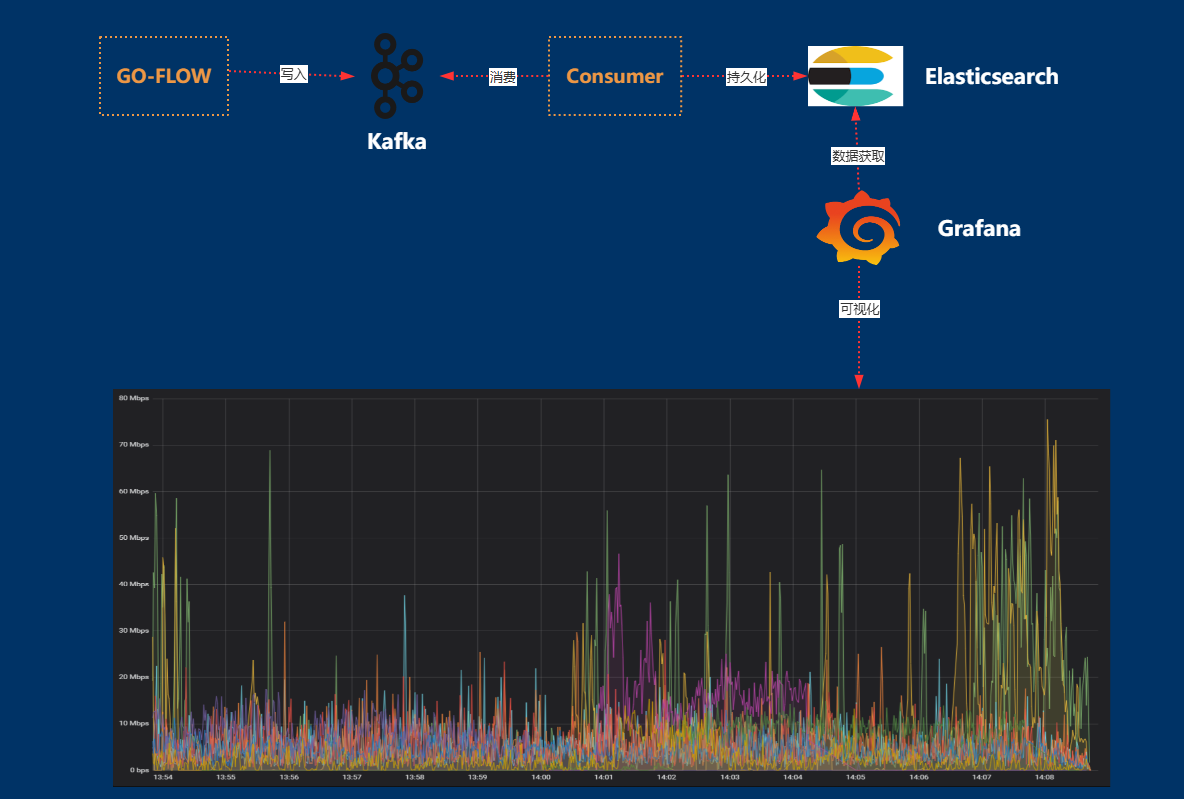 GO-FLOW
写入
Kafka
消费
Consumer
持久化
Elasticsearch
数据获取
Grafana
可视化
80 Mbps
70 Mbps
60 Mbps
50 Mbps
40 Mbps
30 Mbps
20 Mbps
10 Mbps
0 bps
13:54 13:55 13:56 13:57 13:58 13:59 14:00 14:01 14:02 14:03 14:04 14:05 14:06 14:07 14:08